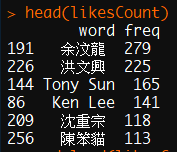 > head(likesCount)
word freq
191 余汶龍 279
226 洪文興 225
144 Tony Sun 165
86 Ken Lee 141
209 沈重宗 118
256 陳笨貓 113